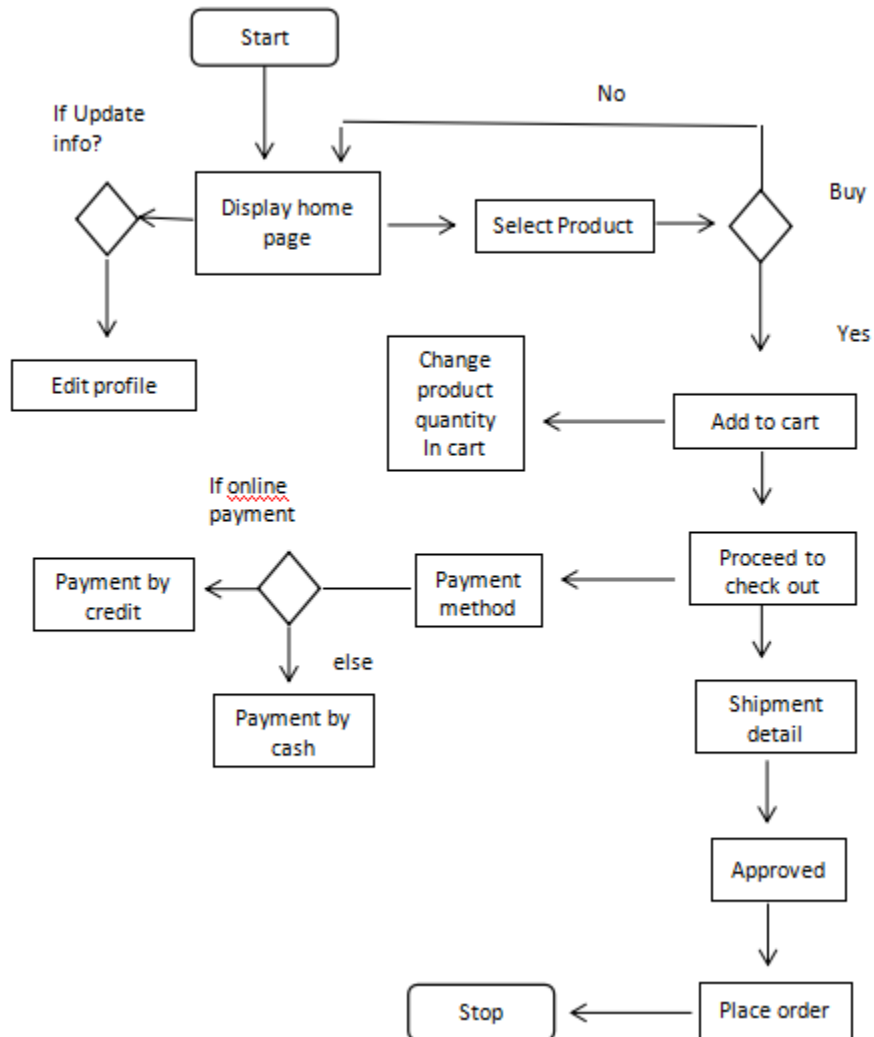 Start
No
If Update
info?
Display home
page
Select Product
Buy
Yes
Edit profile
Change
product
quantity
In cart
Add to cart
If online
payment
Payment by
credit
Payment
method
Proceed to
check out
else
Payment by
cash
Shipment
detail
Approved
Stop
Place order